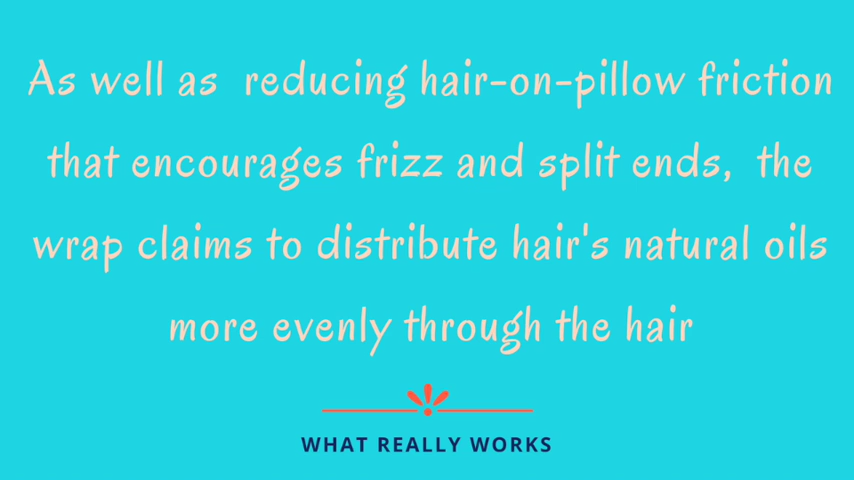 As well as  reducing hair-on-pillow friction
that encourages frizz and split ends,  the
wrap claims to distribute hair's natural oils
more evenly through the hair
WHAT REALLY WORKS